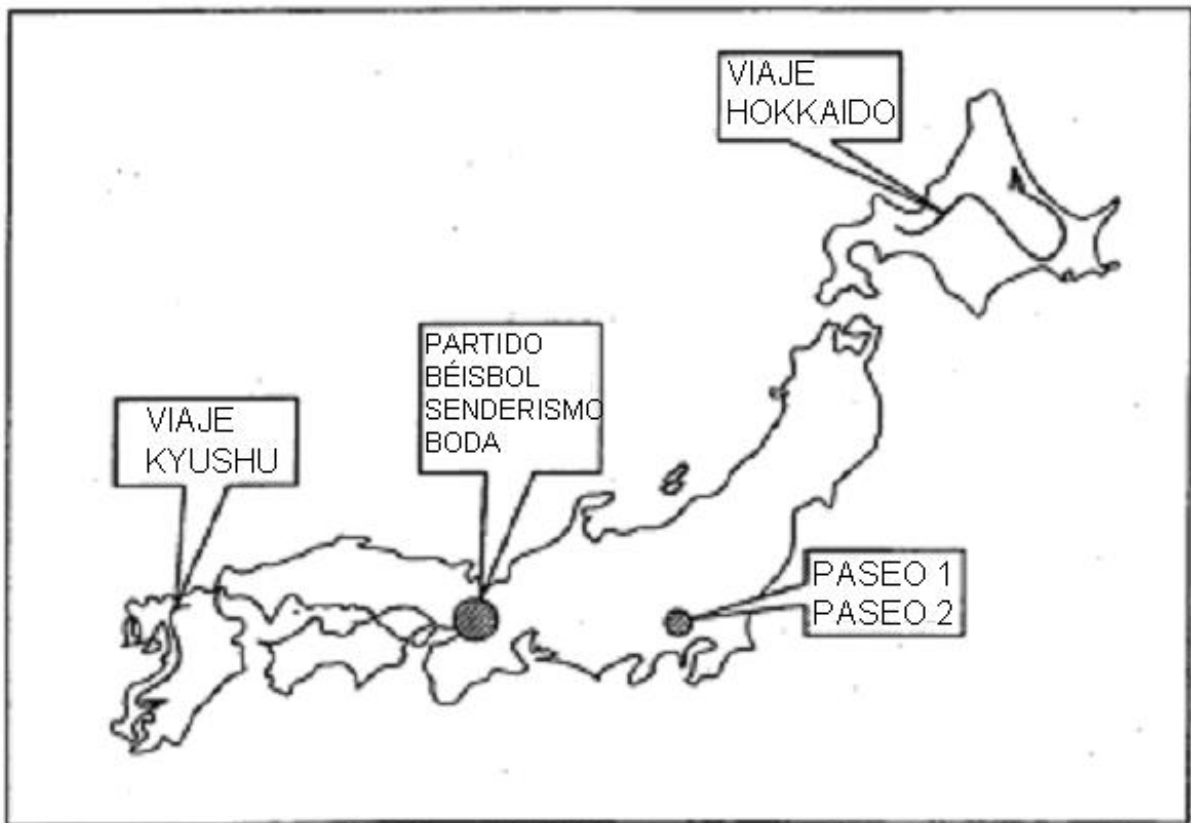 VIAJE
HOKKAIDO
PARTIDO
BÉISBOL
SENDERISMO
BODA
VIAJE
KYUSHU
PASEO 1
PASEO 2